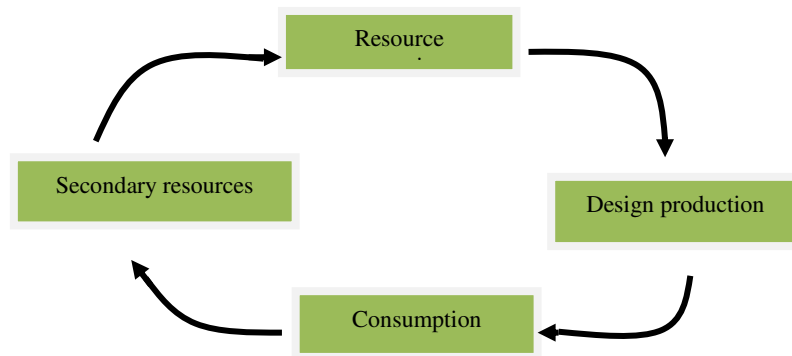 Resource
.
Design production
Consumption
Secondary resources